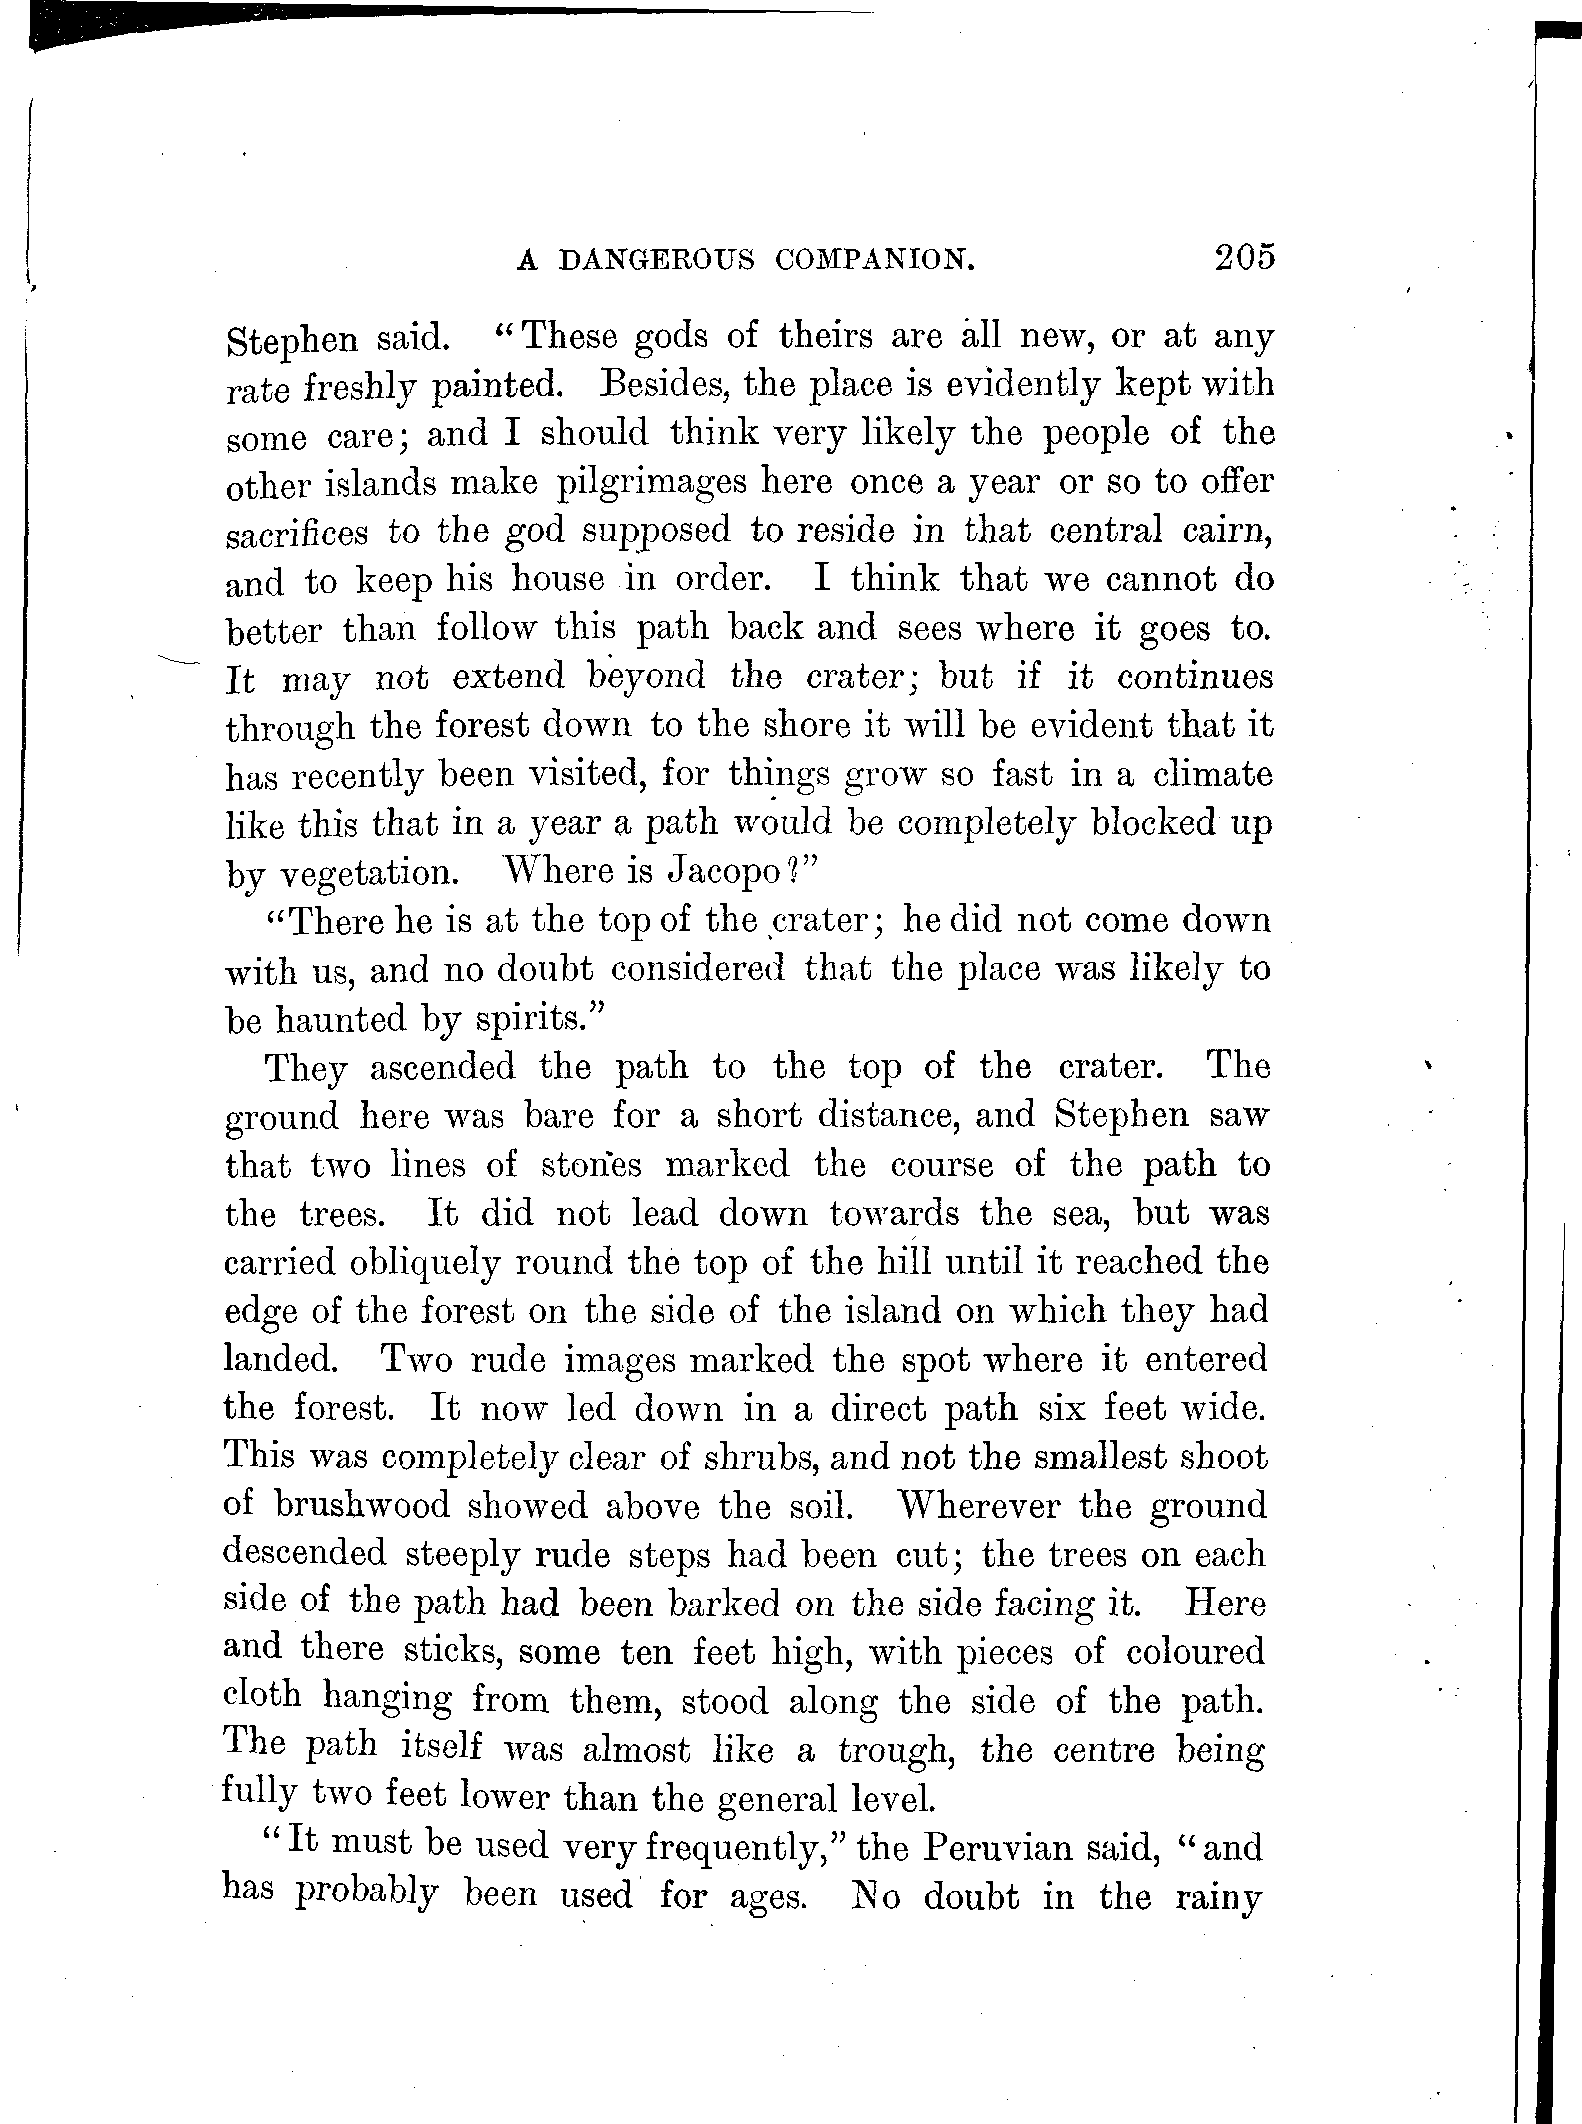 A DANGEROUS COMPANION. 205
Stephen said. “These gods of theirs are all new, or at any
rate freshly painted. Besides, the place is evidently kept with
some care; and I should think very likely the people of the
other islands make pilgrimages here once a year or so to offer
sacrifices to the god supposed to reside in that central cairn,
and to keep his house in order. I think that we cannot do
better than follow this path back and sees where it goes to.
It may not extend beyond the crater; but if it continues
through the forest down to the shore it will be evident that it
has recently been visited, for things grow so fast in a climate
like this that in a year a path would be completely blocked up
by vegetation. Where is Jacopo?”
“There he is at the top of the crater; he did not come down
with us, and no doubt considered that the place was likely to
be haunted by spirits.”
They ascended the path to the top of the crater. The
ground here was bare for a short distance, and Stephen saw
that two lines of stones marked the course of the path to
the trees. It did not lead down towards the sea, but was
carried obliquely round the top of the hill until it reached the
edge of the forest on the side of the island on which they had
landed. Two rude images marked the spot where it entered
the forest. It now led down in a direct path six feet wide.
This was completely clear of shrubs, and not the smallest shoot
of brushwood showed above the soil. Wherever the ground
descended steeply rude steps had been cut; the trees on each
side of the path had been barked on the side facing it. Here
and there sticks, some ten feet high, with pieces of coloured
cloth hanging from them, stood along the side of the path.
The path itself was almost like a trough, the centre being
fully two feet lower than the general level.
“It must be used very frequently,” the Peruvian said, “and
has probably been used for ages. No doubt in the rainy